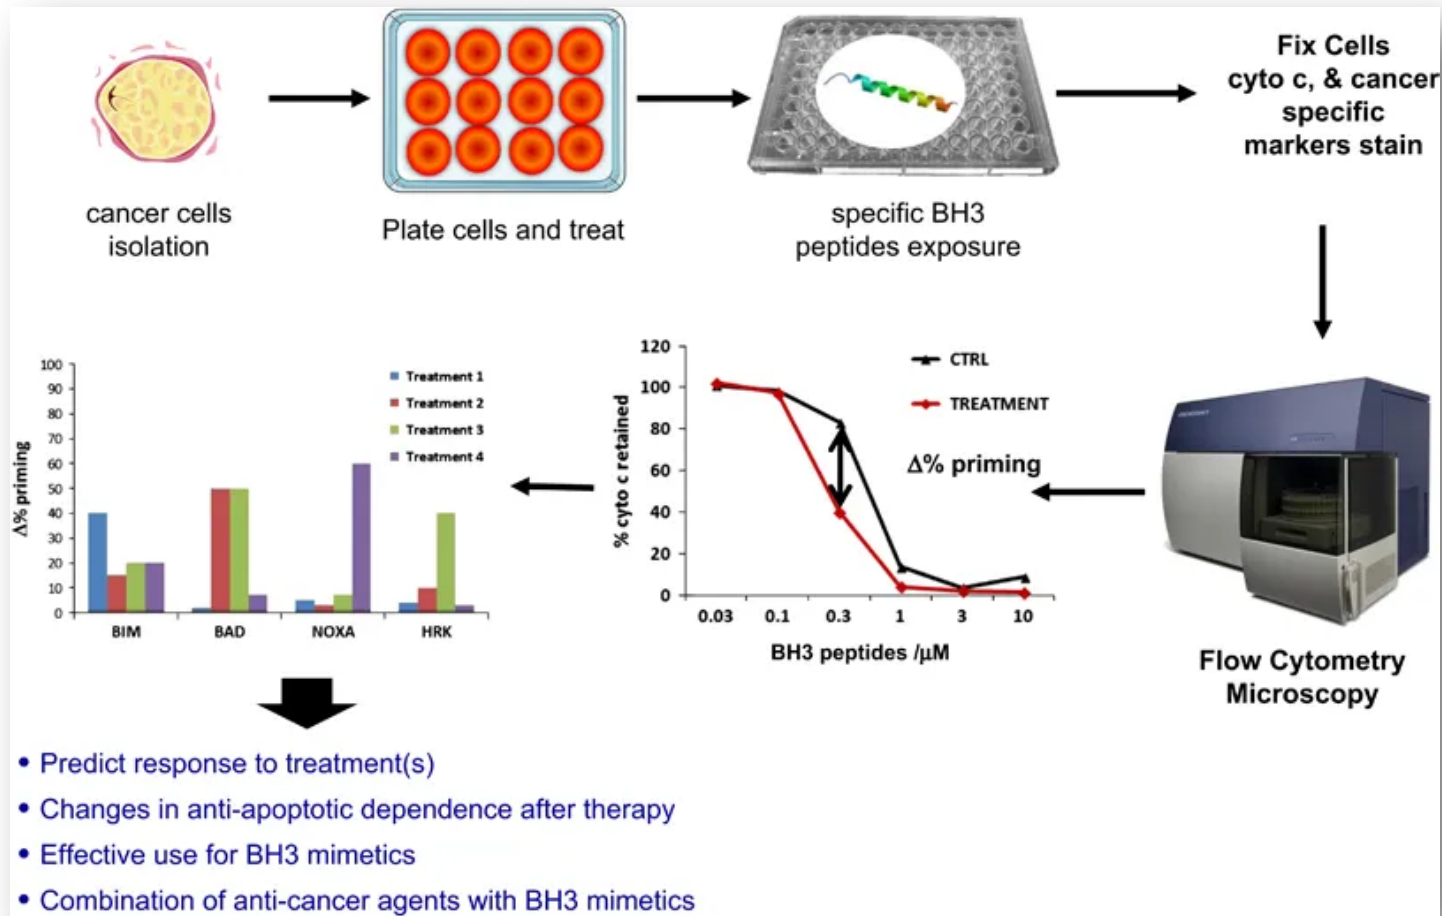 cancer cells
isolation
Plate cells and treat
specific BH3
peptides exposure
Fix Cells
cyto c, & cancer
specific
markers stain
Flow Cytometry
Microscopy
120
100
80
60
40
20
0
% cyto c retained
CTRL
TREATMENT
Δ% priming
0.03 0.1 0.3 1 3 10
BH3 peptides /μM
100
90
80
70
60
50
40
30
20
10
0
Δ% priming
Treatment 1
Treatment 2
Treatment 3
Treatment 4
BIM BAD NOXA HRK
• Predict response to treatment(s)
• Changes in anti-apoptotic dependence after therapy
• Effective use for BH3 mimetics
• Combination of anti-cancer agents with BH3 mimetics